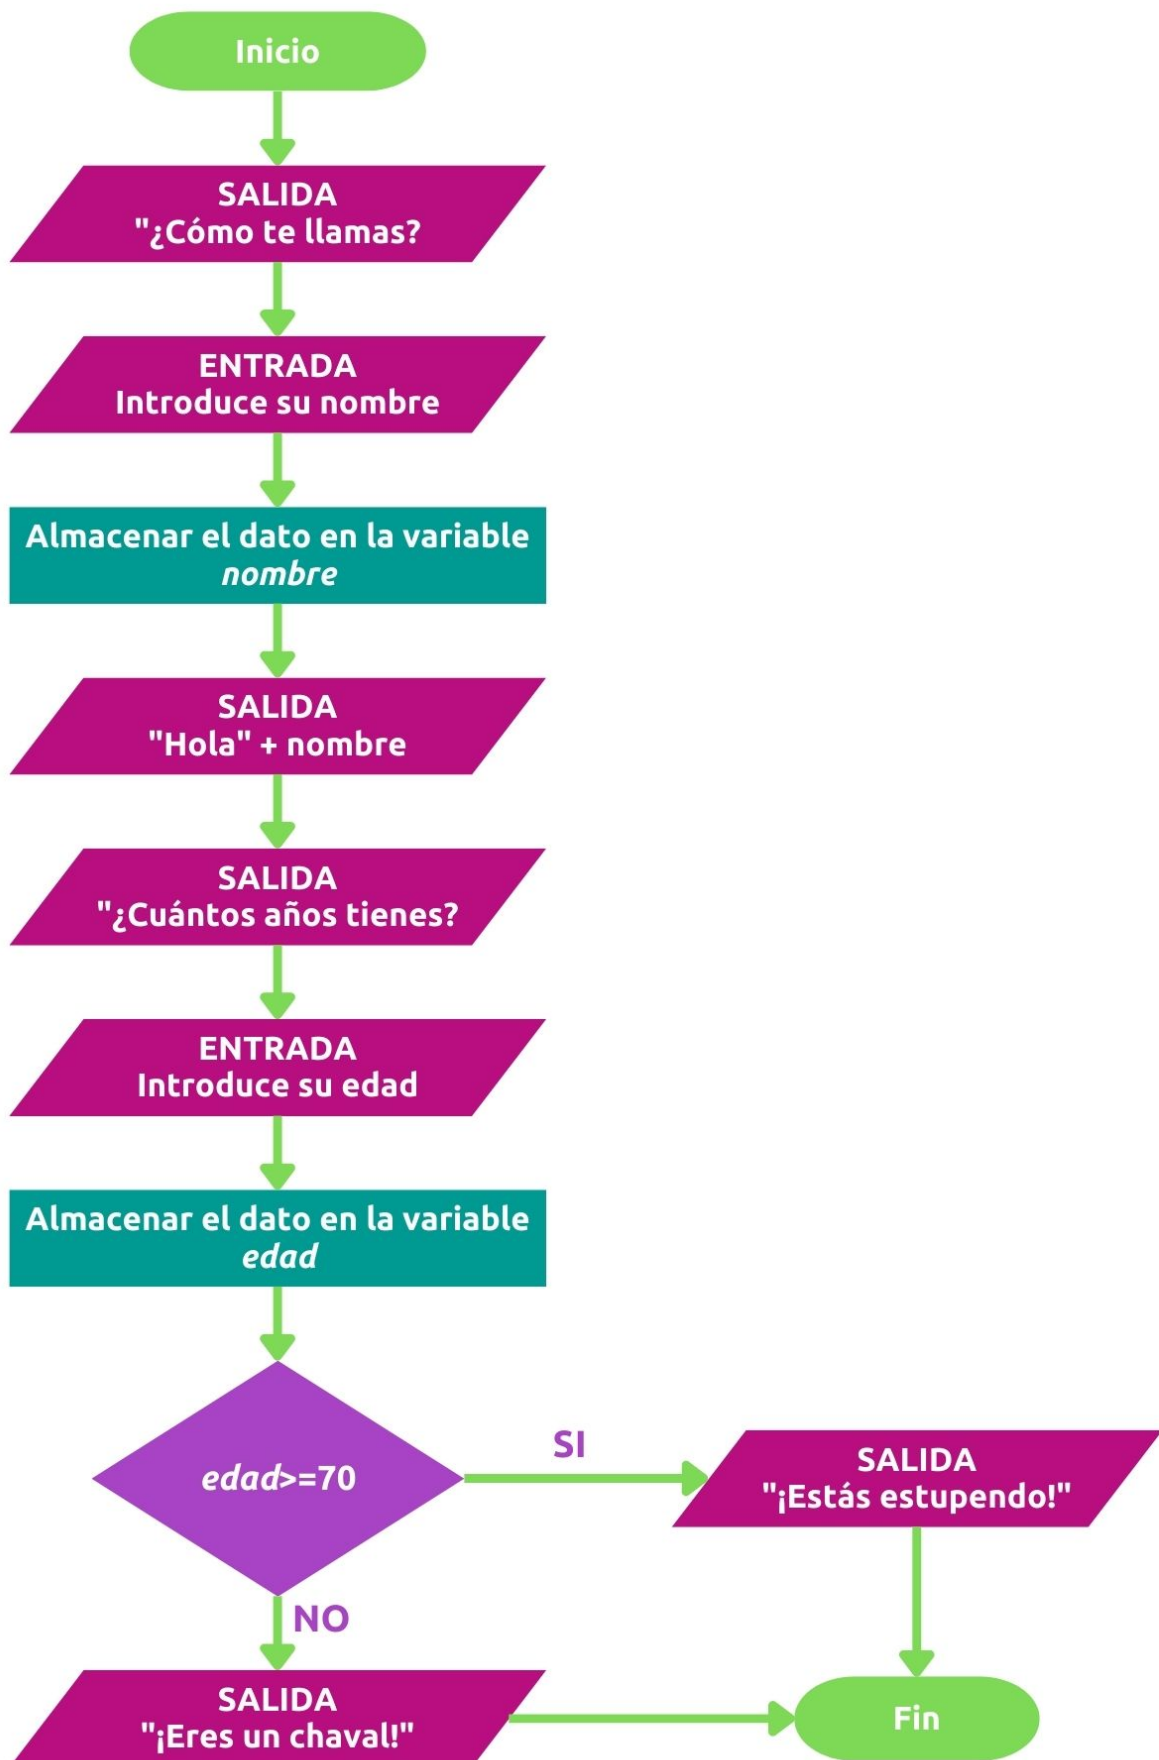 Inicio
SALIDA
"¿Cómo te llamas?
ENTRADA
Introduce su nombre
Almacenar el dato en la variable
nombre
SALIDA
"Hola" + nombre
SALIDA
"¿Cuántos años tienes?
ENTRADA
Introduce su edad
Almacenar el dato en la variable
edad
edad>=70
SI
SALIDA
"¡Estás estupendo!"
NO
SALIDA
"¡Eres un chaval!"
Fin